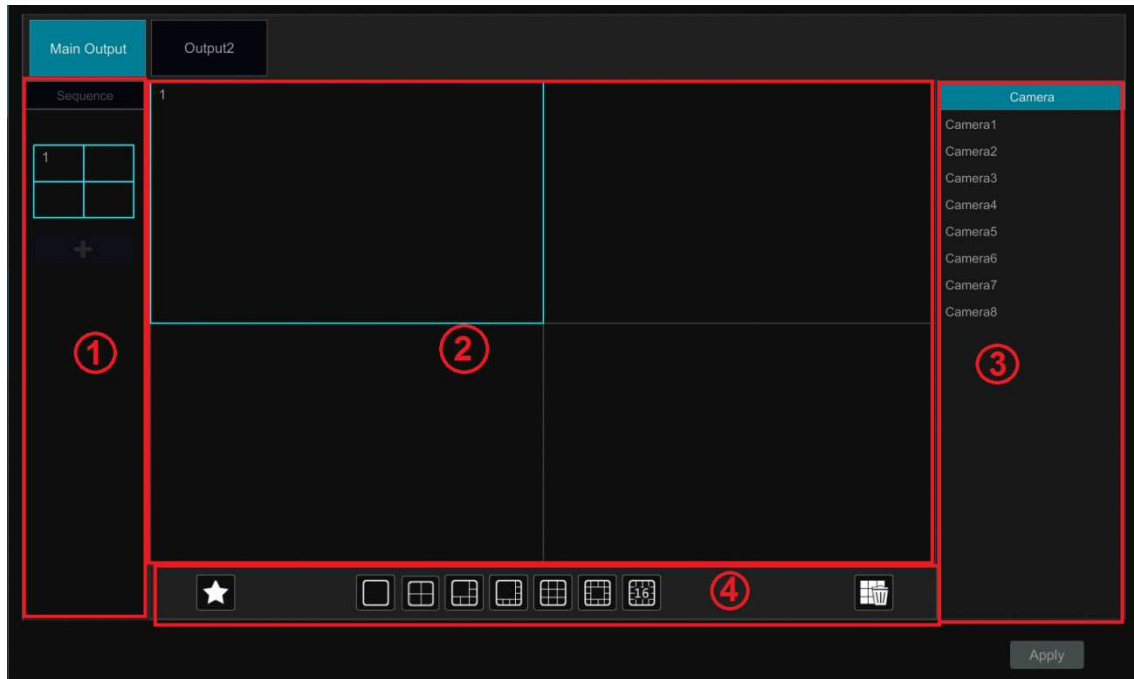 Main Output
Output2
Sequence
1
Camera
Camera1
1
Camera2
Camera3
Camera4
Camera5
Camera6
Camera7
Camera8
1
2
3
16
4
Apply